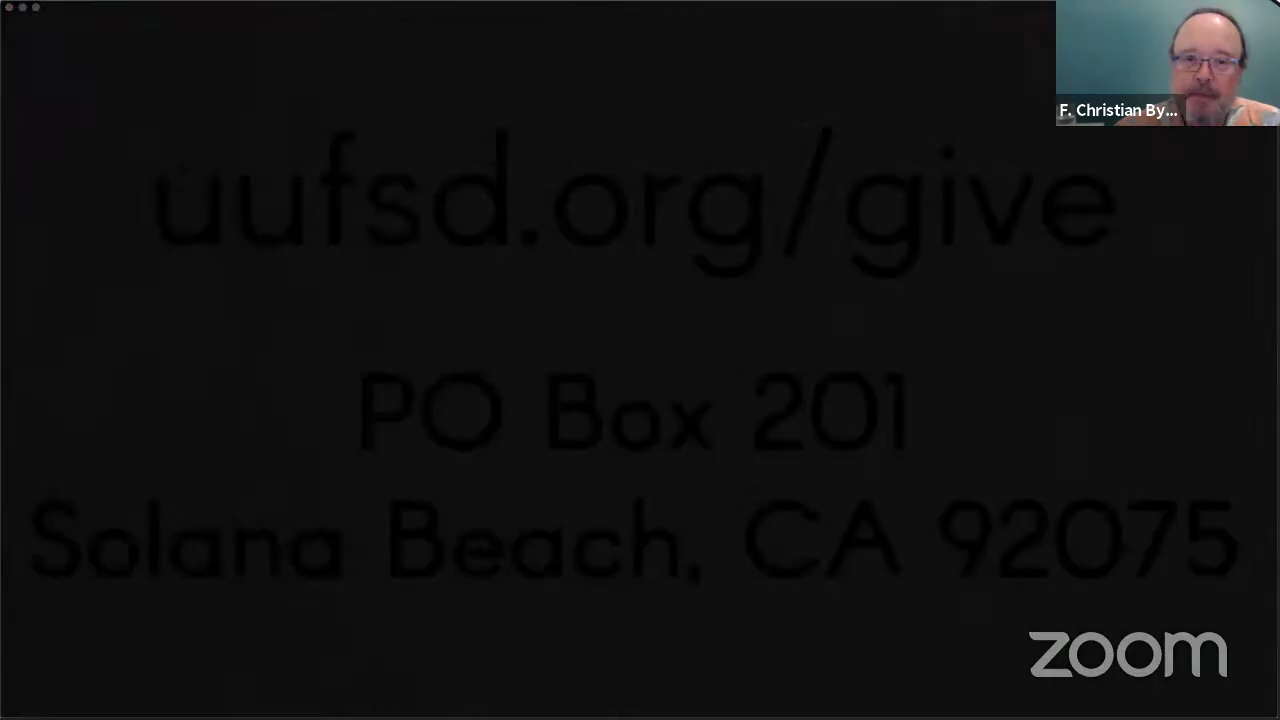 F. Christian By...
uufsd.org/give
PO Box 201
Solana Beach, CA 92075
zoom